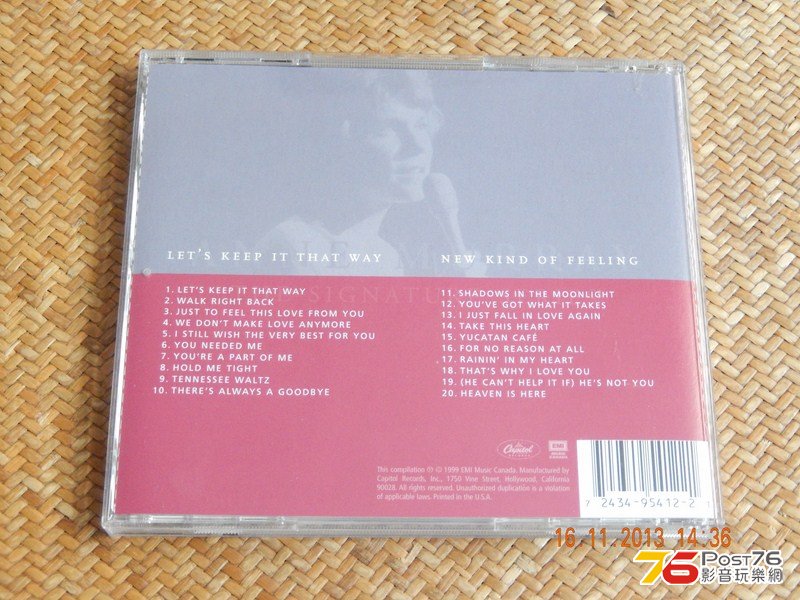 LET'S KEEP IT THAT WAY
1. LET'S KEEP IT THAT WAY
2. WALK RIGHT BACK
3. JUST TO FEEL THIS LOVE FROM YOU
4. WE DON'T MAKE LOVE ANYMORE
5. I STILL WISH THE VERY BEST FOR YOU
6. YOU NEEDED ME
7. YOU'RE A PART OF ME
8. HOLD ME TIGHT
9. TENNESSEE WALTZ
10. THERE'S ALWAYS A GOODBYE
NEW KIND OF FEELING
11. SHADOWS IN THE MOONLIGHT
12. YOU'VE GOT WHAT IT TAKES
13. I JUST FALL IN LOVE AGAIN
14. TAKE THIS HEART
15. YUCATAN CAFÉ
16. FOR NO REASON AT ALL
17. RAININ' IN MY HEART
18. THAT'S WHY I LOVE YOU
19. (HE CAN'T HELP IT IF) HE'S NOT YOU
20. HEAVEN IS HERE
Capitol
EMI
This compilation ℗ © 1999 EMI Music Canada. Manufactured by
Capitol Records, Inc., 1750 Vine Street, Hollywood, California
90028. All rights reserved. Unauthorized duplication is a violation
of applicable laws. Printed in the U.S.A.
7 2434-95412-2 1
16.11.2013 14:36
76 Post76
影音玩樂網